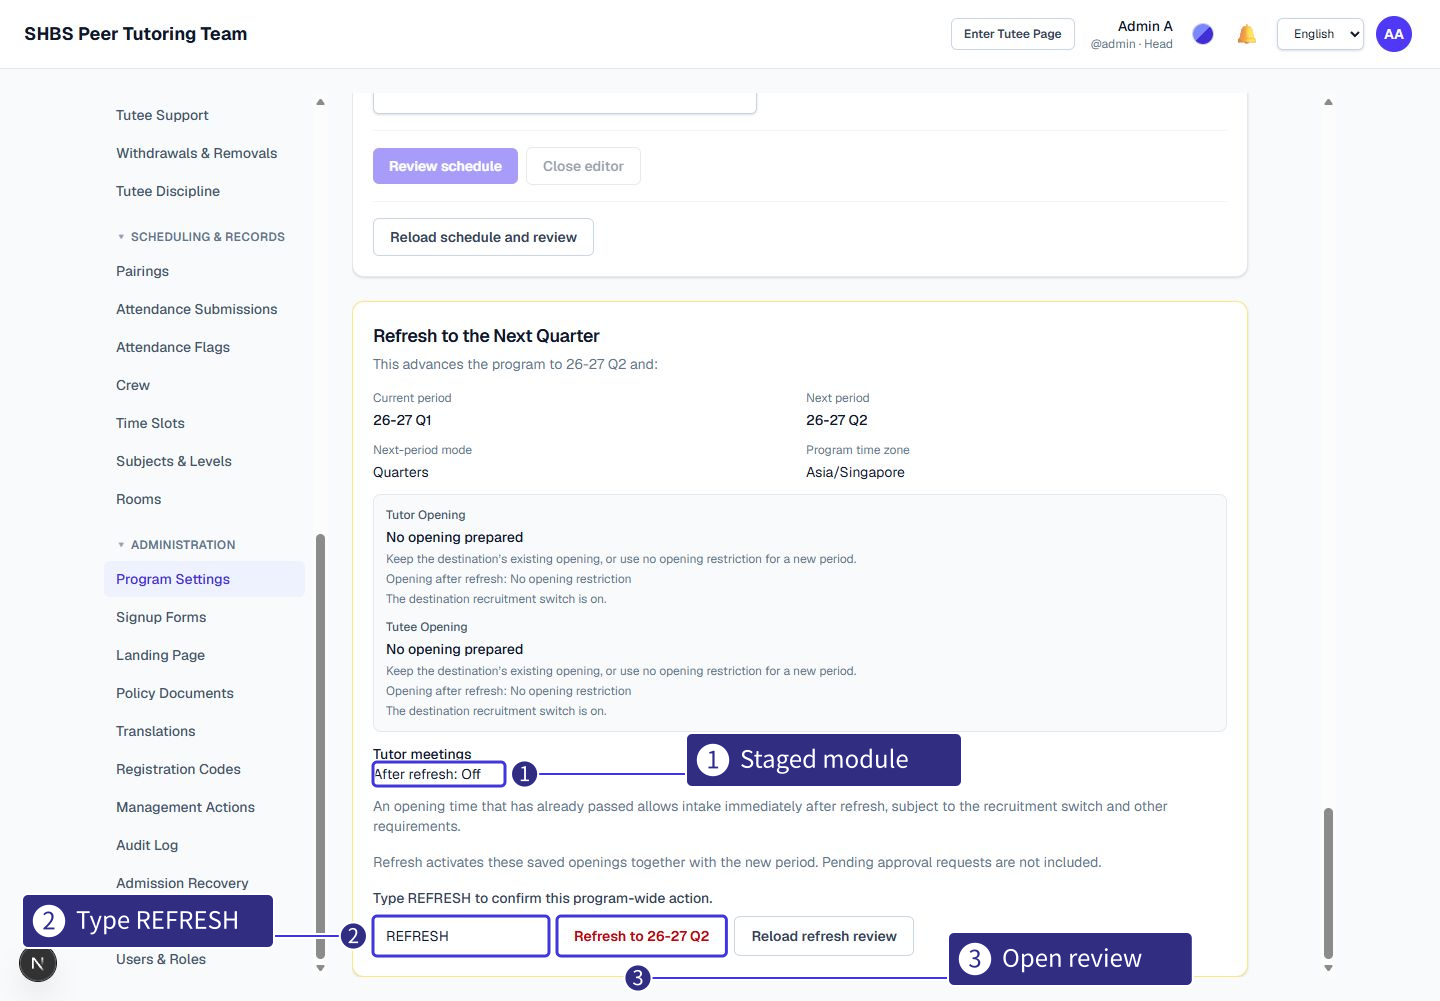 SHBS Peer Tutoring Team
Enter Tutee Page
Admin A
@admin · Head
English
AA
Tutee Support
Withdrawals & Removals
Tutee Discipline
SCHEDULING & RECORDS
Pairings
Attendance Submissions
Attendance Flags
Crew
Time Slots
Subjects & Levels
Rooms
ADMINISTRATION
Program Settings
Signup Forms
Landing Page
Policy Documents
Translations
Registration Codes
Management Actions
Audit Log
Admission Recovery
2 Type REFRESH
N
Users & Roles
Review schedule
Close editor
Reload schedule and review
Refresh to the Next Quarter
This advances the program to 26-27 Q2 and:
Current period
26-27 Q1
Next period
26-27 Q2
Next-period mode
Quarters
Program time zone
Asia/Singapore
Tutor Opening
No opening prepared
Keep the destination's existing opening, or use no opening restriction for a new period.
Opening after refresh: No opening restriction
The destination recruitment switch is on.
Tutee Opening
No opening prepared
Keep the destination's existing opening, or use no opening restriction for a new period.
Opening after refresh: No opening restriction
The destination recruitment switch is on.
Tutor meetings
After refresh: Off
1
1 Staged module
An opening time that has already passed allows intake immediately after refresh, subject to the recruitment switch and other
requirements.
Refresh activates these saved openings together with the new period. Pending approval requests are not included.
Type REFRESH to confirm this program-wide action.
2
REFRESH
Refresh to 26-27 Q2
Reload refresh review
3
3 Open review